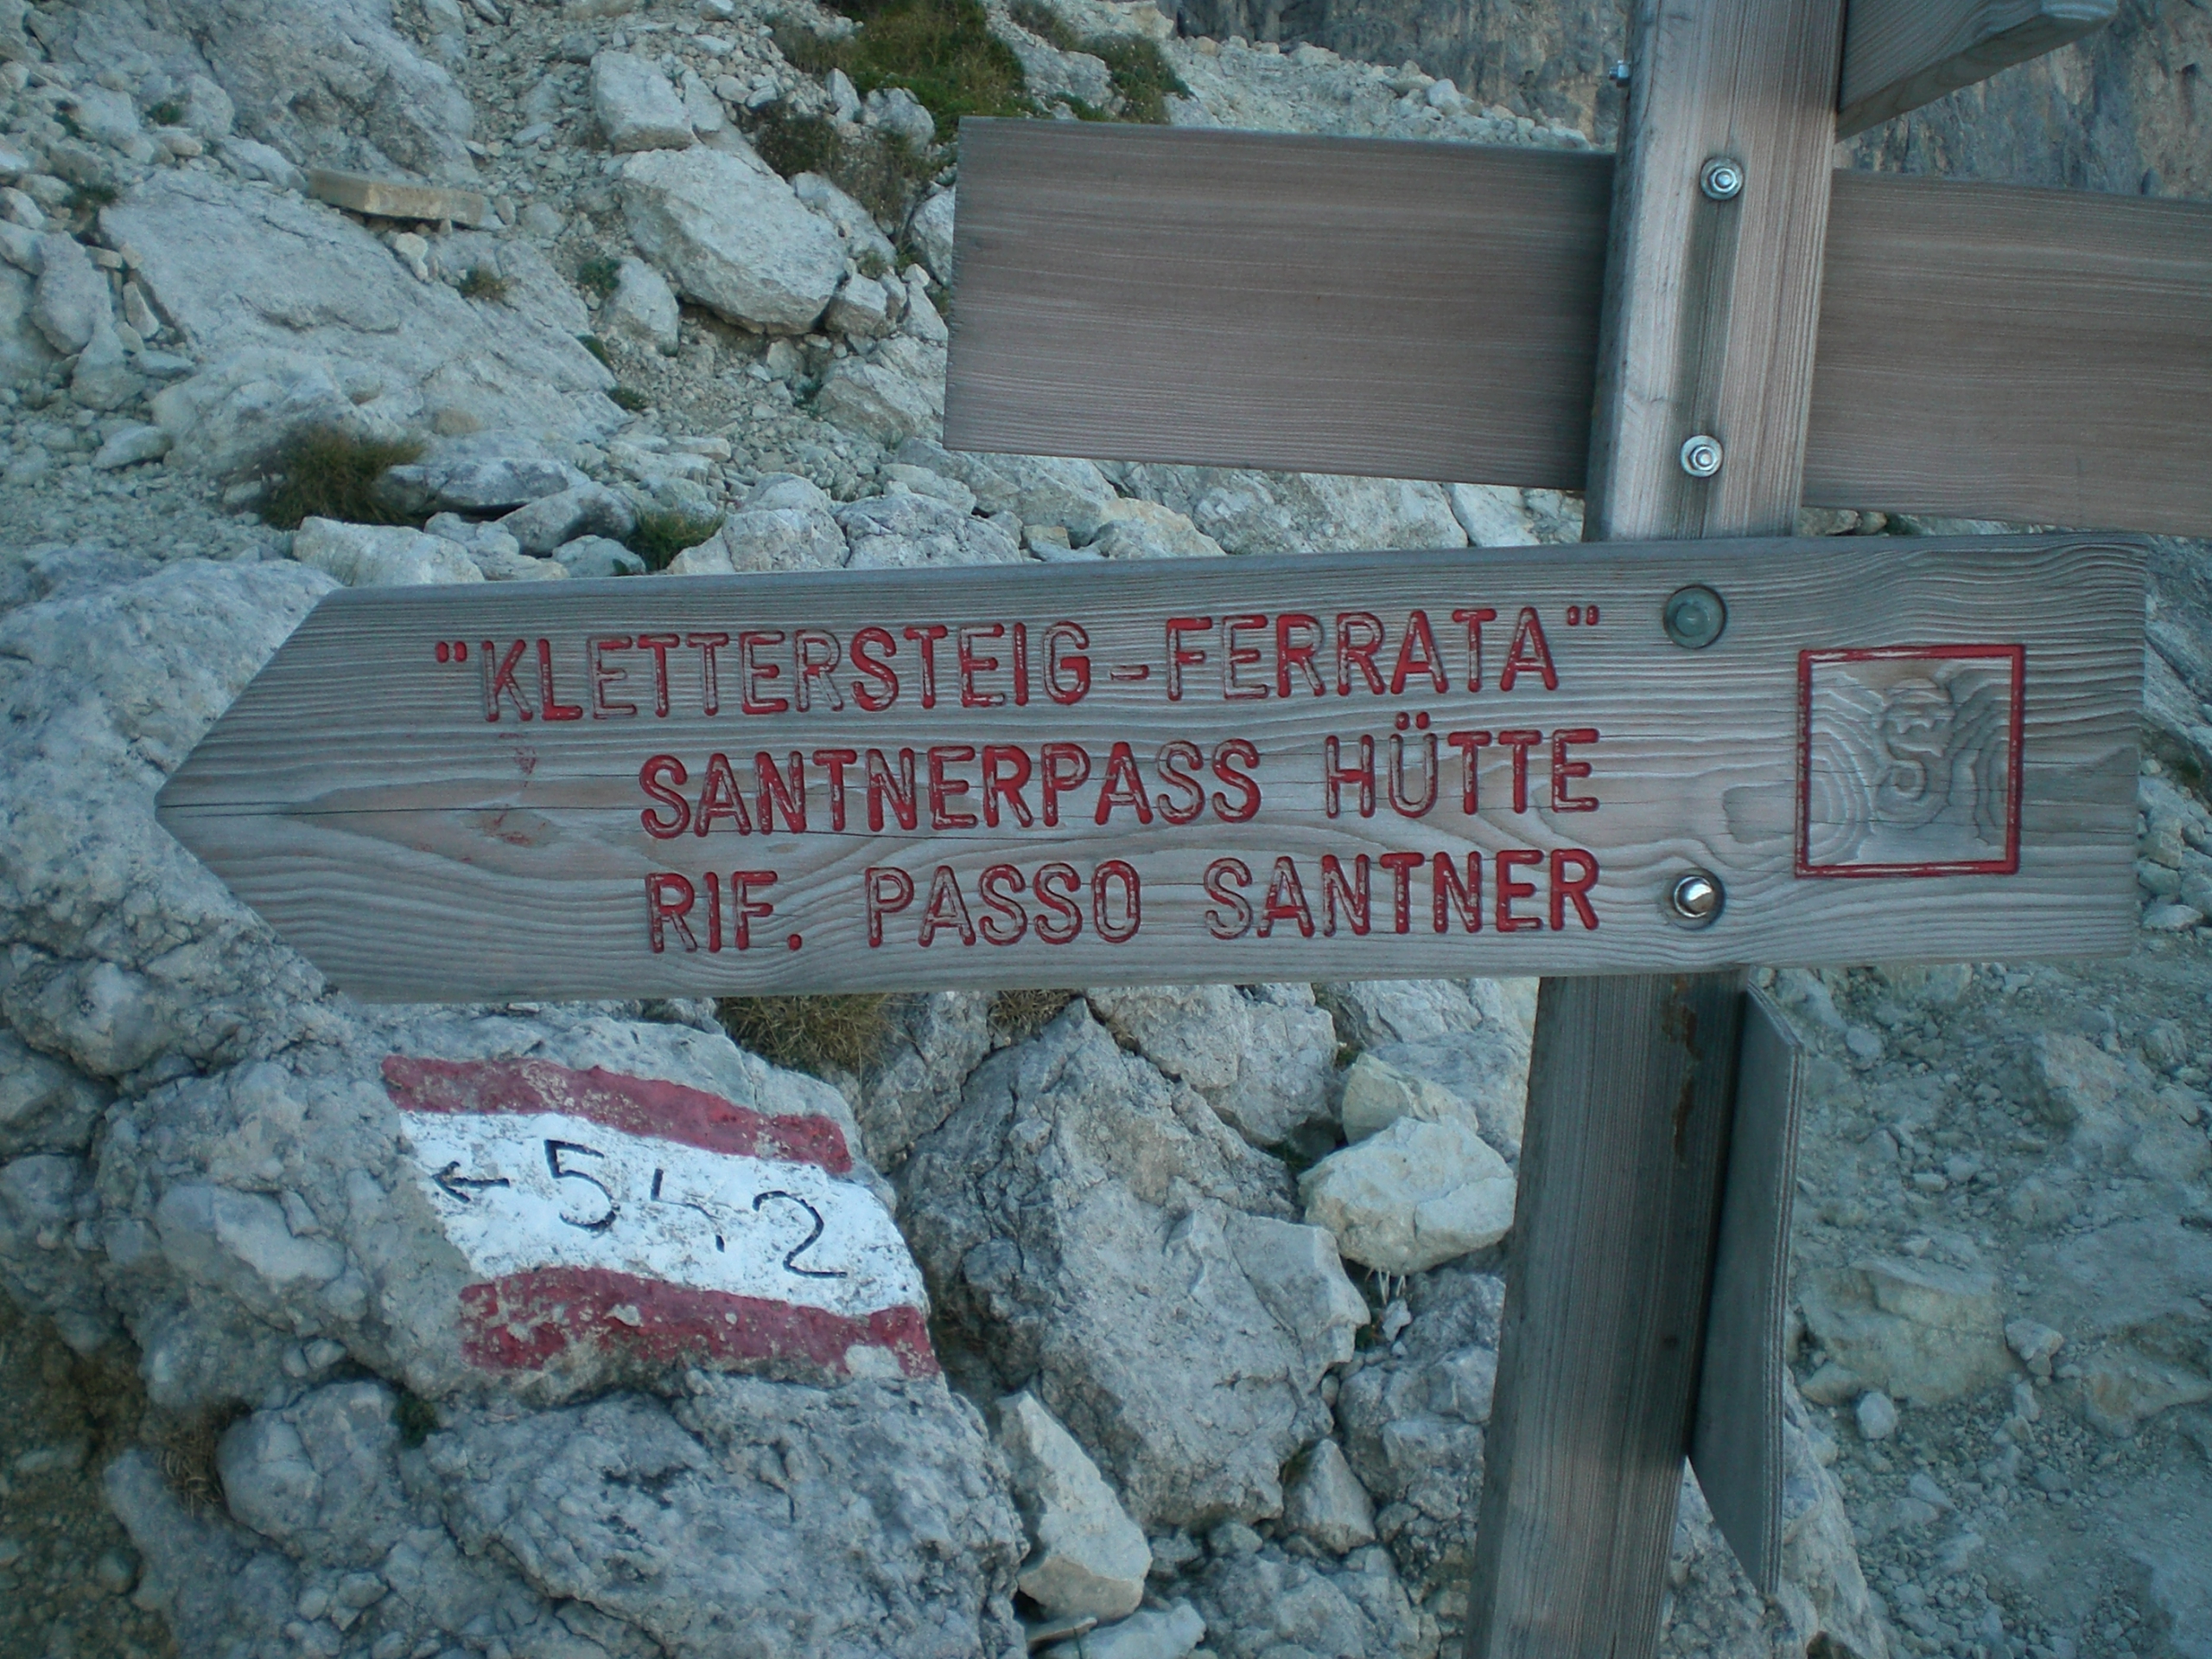 "KLETTERSTEIG-FERRATA"
SANTNERPASS HÜTTE
RIF. PASSO SANTNER
S
← 542